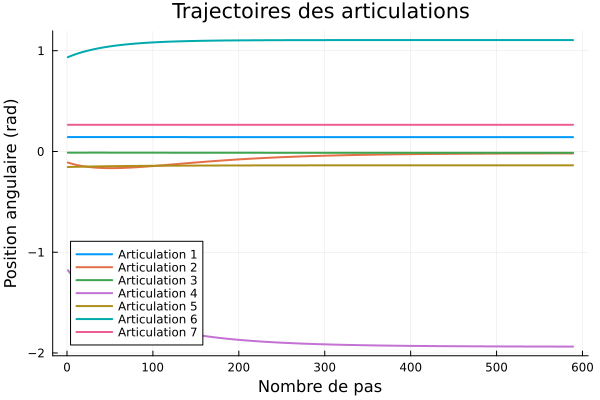 Trajectoires des articulations
Position angulaire (rad)
1
0
−1
−2
Articulation 1
Articulation 2
Articulation 3
Articulation 4
Articulation 5
Articulation 6
Articulation 7
0 100 200 300 400 500 600
Nombre de pas